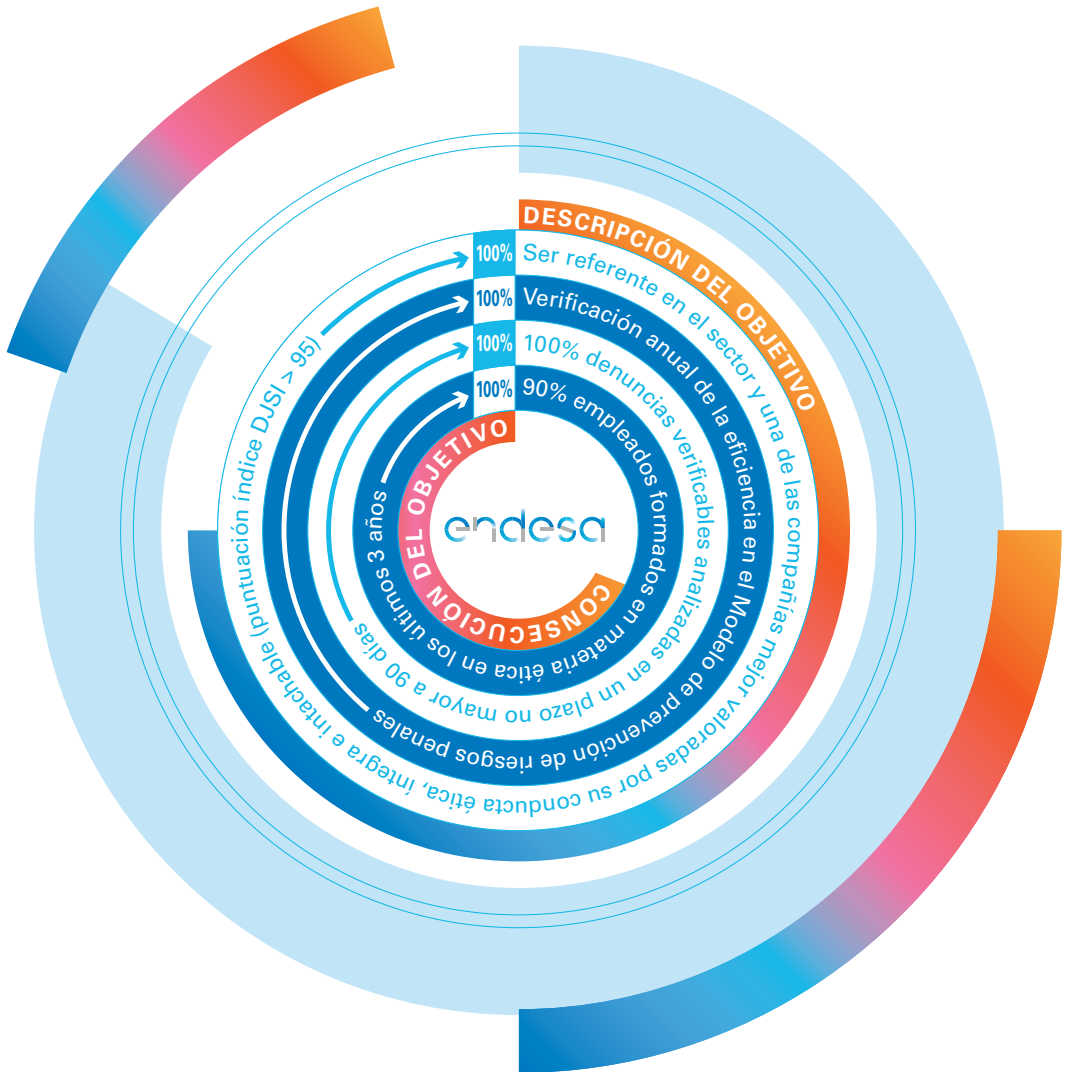 DESCRIPCIÓN DEL OBJETIVO
Ser referente en el sector y una de las compañías mejor valoradas por su conducta ética, íntegra e intachable (puntuación índice DJSI > 95)
100%
Verificación anual de la eficiencia en el Modelo de prevención de riesgos penales
100%
100% denuncias verificables analizadas en un plazo no mayor a 90 días
100%
90% empleados formados en materia ética en los últimos 3 años
100%
CONSECUCIÓN DEL OBJETIVO
endesa